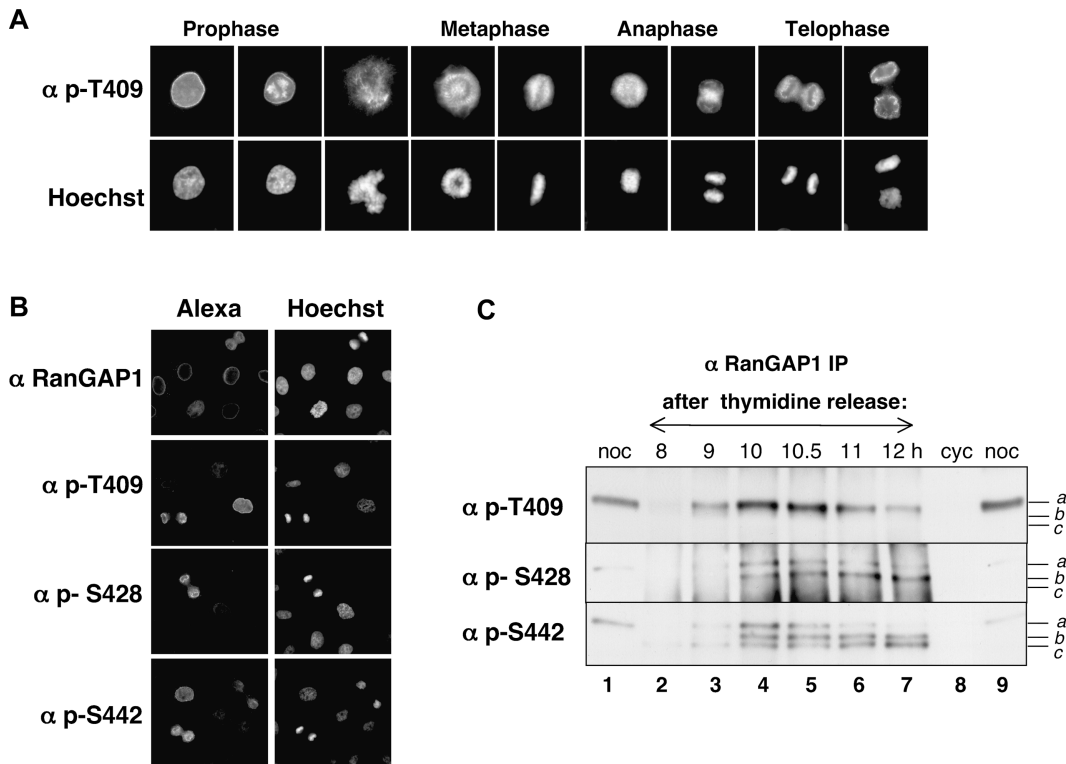 A
Prophase Metaphase Anaphase Telophase
α p-T409
Hoechst
B
Alexa Hoechst
α RanGAP1
α p-T409
α p- S428
α p-S442
C
α RanGAP1 IP
after thymidine release:
noc 8 9 10 10.5 11 12 h cyc noc
α p-T409 a b c
α p- S428 a b c
α p-S442 a b c
1 2 3 4 5 6 7 8 9